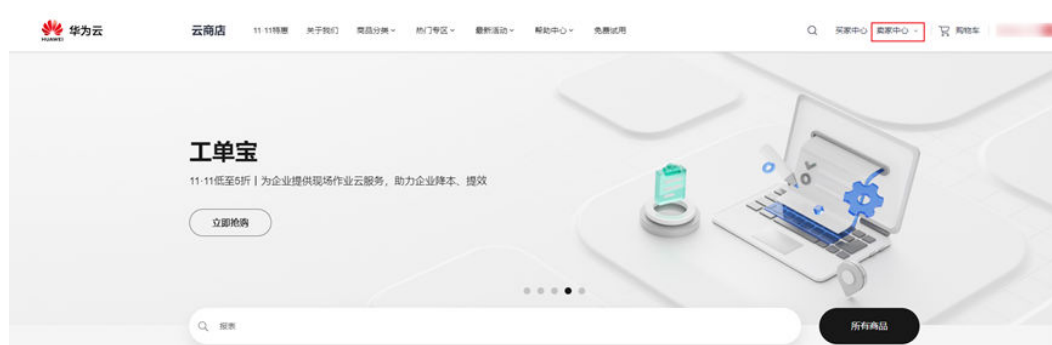 HUAWEI 华为云 云商店 11·11特惠 关于我们 商品分类 热门专区 最新活动 帮助中心 免费试用 买家中心 卖家中心 购物车
工单宝
11·11低至5折 | 为企业提供现场作业云服务，助力企业降本、提效
立即抢购
报表 所有商品